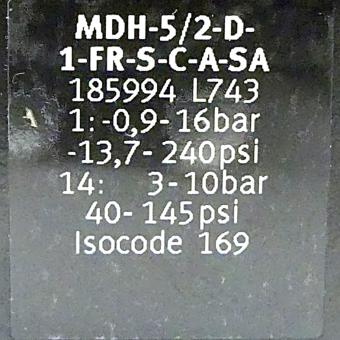 MDH-5/2-D-
1-FR-S-C-A-SA
185994 L743
1: -0,9- 16bar
-13,7- 240psi
14: 3-10bar
40- 145psi
Isocode 169